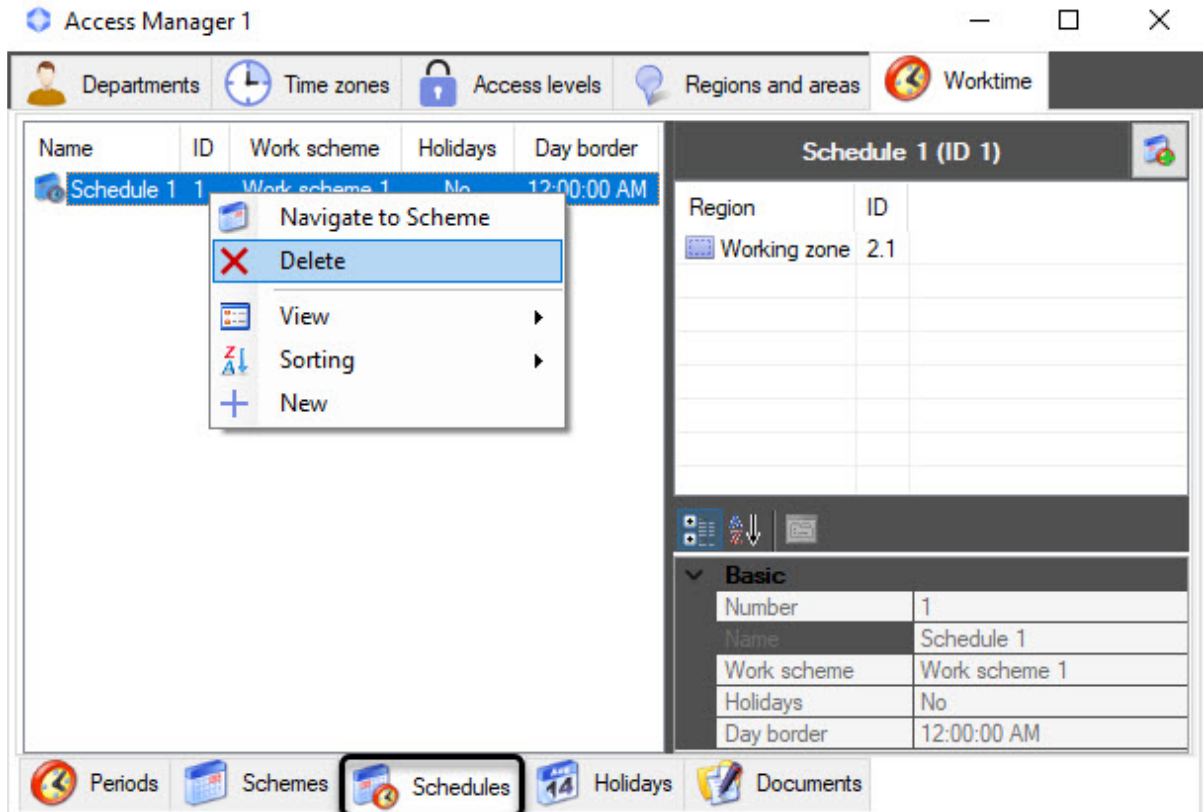 Access Manager 1
Departments Time zones Access levels Regions and areas Worktime
Name ID Work scheme Holidays Day border
Schedule 1 1 Work scheme 1 No 12:00:00 AM
Navigate to Scheme
Delete
View
Sorting
New
Schedule 1 (ID 1)
Region ID
Working zone 2.1
Basic
Number 1
Name Schedule 1
Work scheme Work scheme 1
Holidays No
Day border 12:00:00 AM
Periods Schemes Schedules 14 Holidays Documents